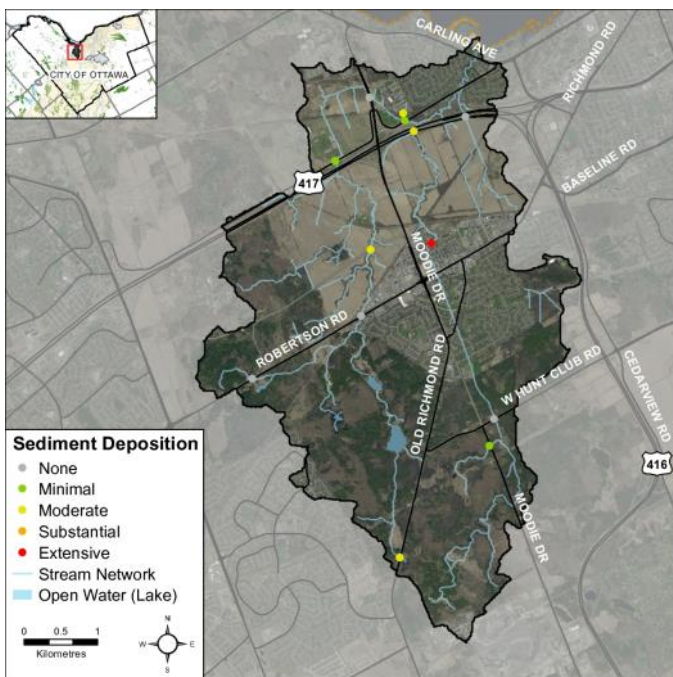 CITY OF OTTAWA
CARLING AVE
RICHMOND RD
BASELINE RD
417
MOODIE DR
ROBERTSON RD
OLD RICHMOND RD
W HUNT CLUB RD
CEDARVIEW RD
416
MOODIE DR
Sediment Deposition
None
Minimal
Moderate
Substantial
Extensive
Stream Network
Open Water (Lake)
0 0.5 1
Kilometres
N
W E
S